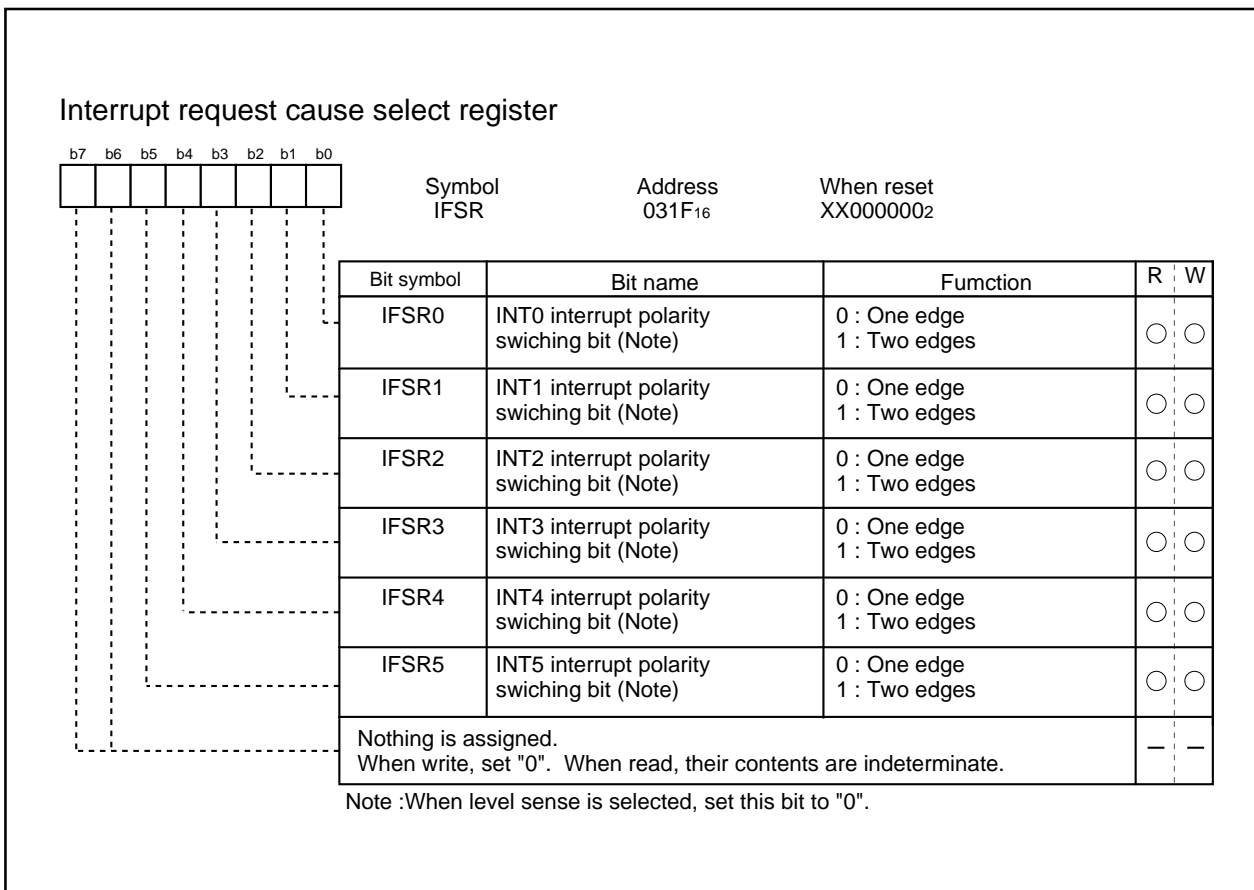 Interrupt request cause select register
b7 b6 b5 b4 b3 b2 b1 b0
Symbol Address When reset
IFSR 031F16 XX0000002
Bit symbol Bit name Fumction R W
IFSR0 INT0 interrupt polarity 0 : One edge
swiching bit (Note) 1 : Two edges
IFSR1 INT1 interrupt polarity 0 : One edge
swiching bit (Note) 1 : Two edges
IFSR2 INT2 interrupt polarity 0 : One edge
swiching bit (Note) 1 : Two edges
IFSR3 INT3 interrupt polarity 0 : One edge
swiching bit (Note) 1 : Two edges
IFSR4 INT4 interrupt polarity 0 : One edge
swiching bit (Note) 1 : Two edges
IFSR5 INT5 interrupt polarity 0 : One edge
swiching bit (Note) 1 : Two edges
Nothing is assigned.
When write, set "0". When read, their contents are indeterminate. – –
Note :When level sense is selected, set this bit to "0".